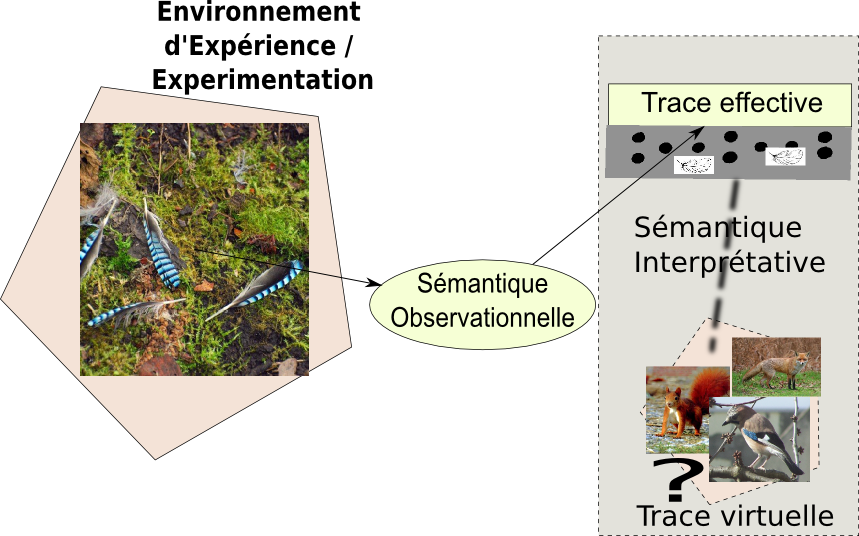 Environnement
d'Expérience /
Experimentation
Trace effective
Sémantique
Interprétative
Sémantique
Observationnelle
?
Trace virtuelle